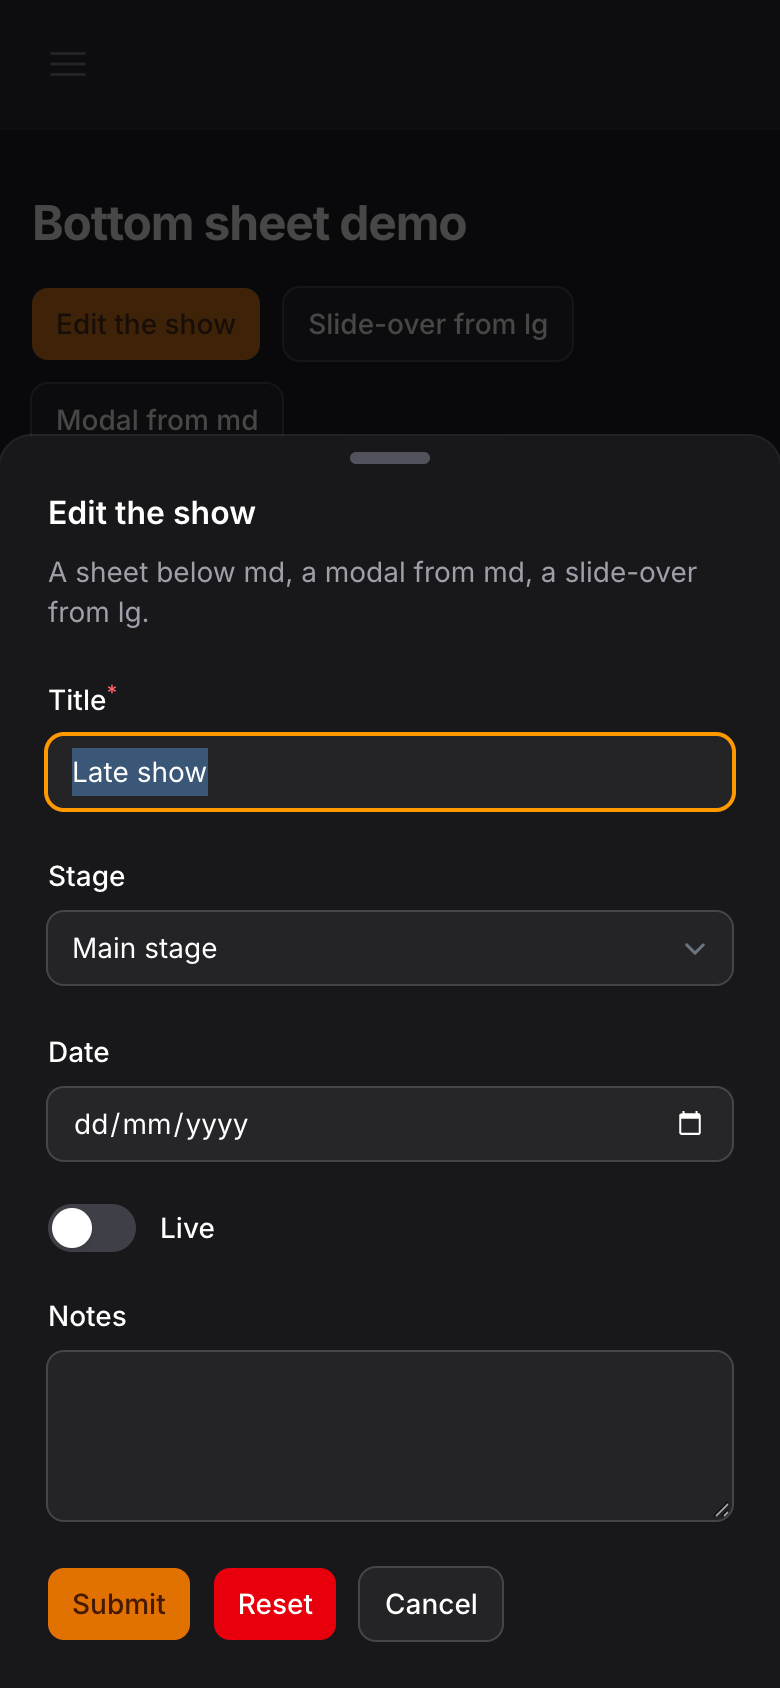 Bottom sheet demo
Edit the show
Slide-over from lg
Modal from md
Edit the show
A sheet below md, a modal from md, a slide-over
from lg.
Title*
Late show
Stage
Main stage
Date
dd/mm/yyyy
Live
Notes
Submit
Reset
Cancel